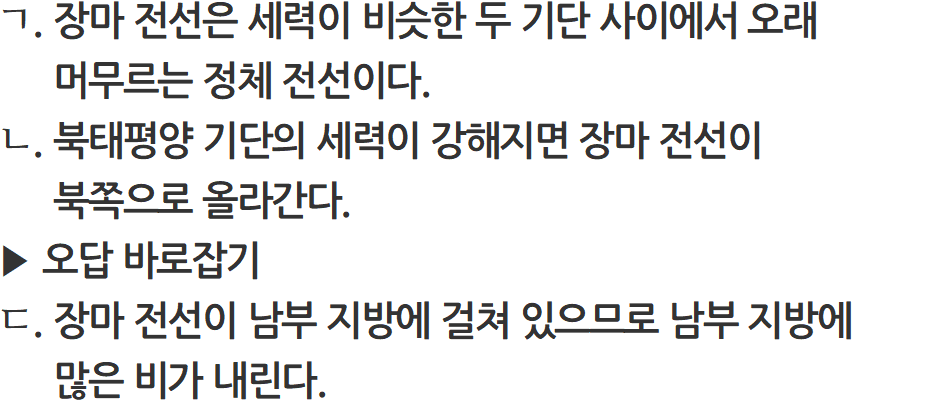 ㄱ. 장마 전선은 세력이 비슷한 두 기단 사이에서 오래
머무르는 정체 전선이다.
ㄴ. 북태평양 기단의 세력이 강해지면 장마 전선이
북쪽으로 올라간다.
▶ 오답 바로잡기
ㄷ. 장마 전선이 남부 지방에 걸쳐 있으므로 남부 지방에
많은 비가 내린다.